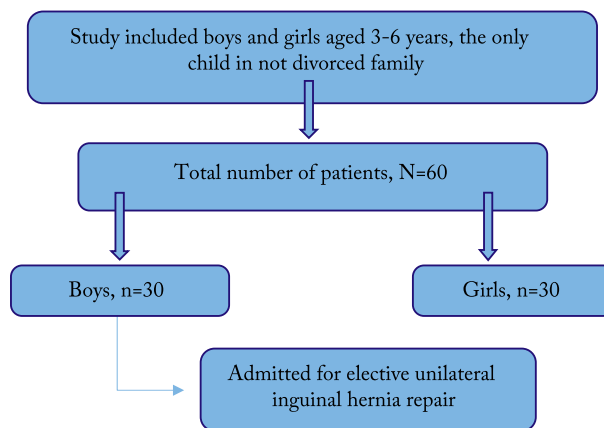 Study included boys and girls aged 3-6 years, the only
child in not divorced family
Total number of patients, N=60
Boys, n=30
Girls, n=30
Admitted for elective unilateral
inguinal hernia repair